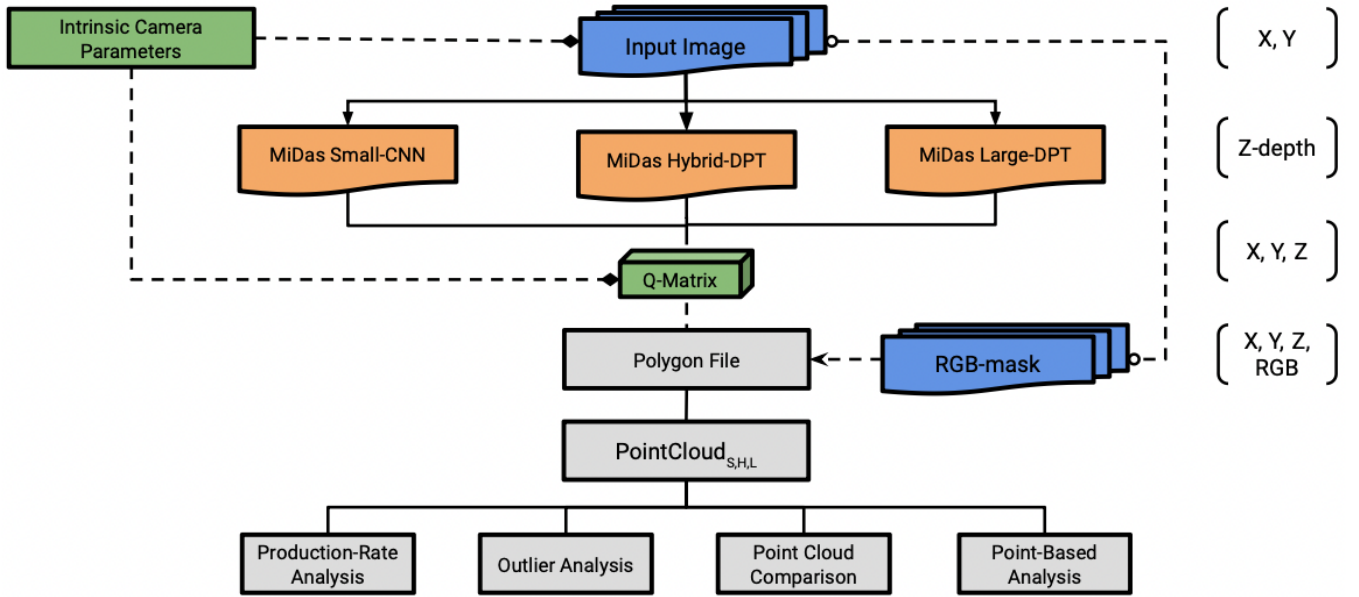 Intrinsic Camera
Parameters
Input Image
X, Y
MiDas Small-CNN
MiDas Hybrid-DPT
MiDas Large-DPT
Z-depth
Q-Matrix
X, Y, Z
Polygon File
RGB-mask
X, Y, Z,
RGB
PointCloud S,H,L
Production-Rate
Analysis
Outlier Analysis
Point Cloud
Comparison
Point-Based
Analysis